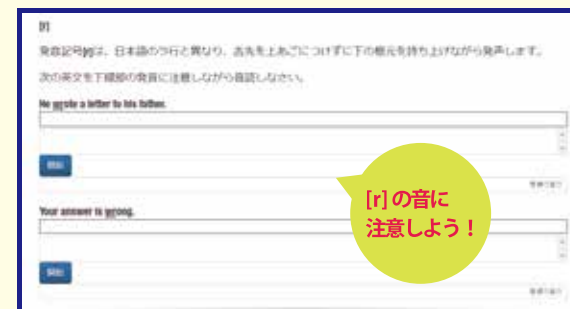 [r]
発音記号[r]は、日本語のラ行と異なり、舌先を上あごにつけずに下の根元を持ち上げながら発声します。
次の英文を下線部の発音に注意しながら音読しなさい。
He wrote a letter to his father.
[r] の音に
注意しよう！
Your answer is wrong.